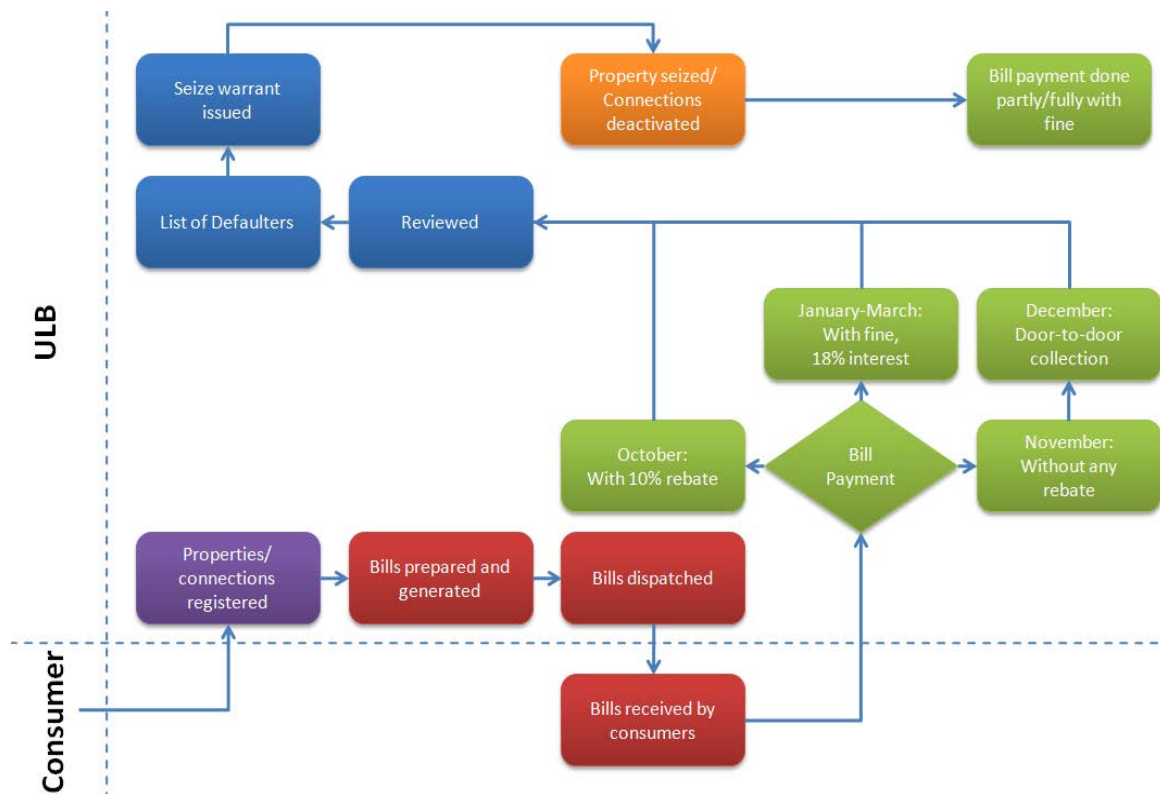 Seize warrant
issued
Property seized/
Connections
deactivated
Bill payment done
partly/fully with
fine
List of Defaulters
Reviewed
ULB
January-March:
With fine,
18% interest
December:
Door-to-door
collection
October:
With 10% rebate
Bill
Payment
November:
Without any
rebate
Properties/
connections
registered
Bills prepared and
generated
Bills dispatched
Consumer
Bills received by
consumers